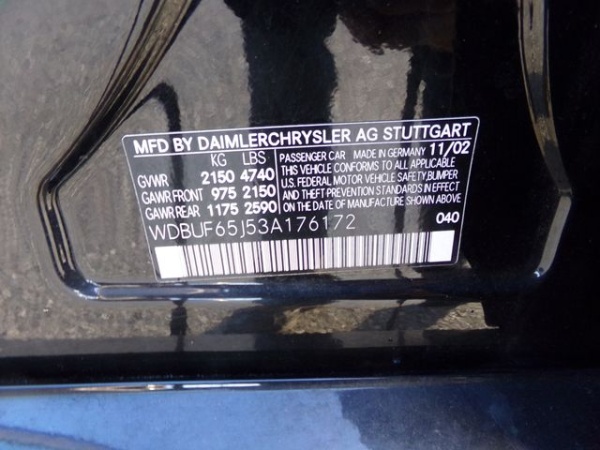 MFD BY DAIMLERCHRYSLER AG STUTTGART
KG LBS
GVWR 2150 4740
GAWR FRONT 975 2150
GAWR REAR 1175 2590
PASSENGER CAR MADE IN GERMANY 11/02
THIS VEHICLE CONFORMS TO ALL APPLICABLE
U.S. FEDERAL MOTOR VEHICLE SAFETY,BUMPER
AND THEFT PREVENTION STANDARDS IN EFFECT
ON THE DATE OF MANUFACTURE SHOWN ABOVE
WDBUF65J53A176172
040